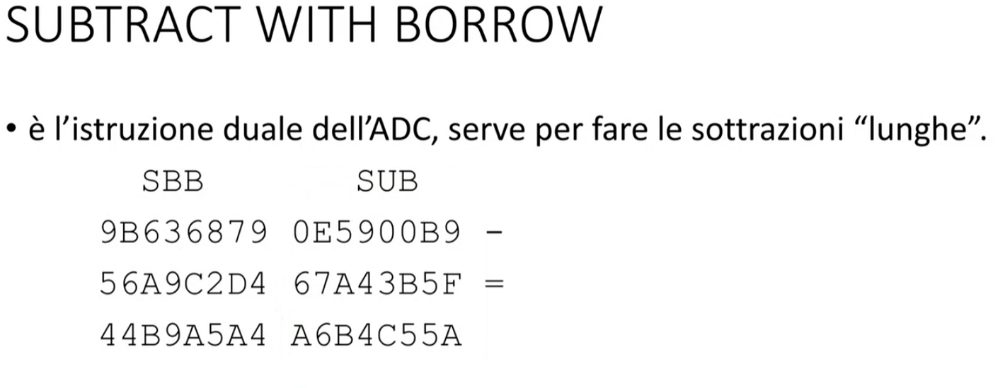 SUBTRACT WITH BORROW
• è l’istruzione duale dell’ADC, serve per fare le sottrazioni “lunghe”.
SBB SUB
9B636879 0E5900B9 -
56A9C2D4 67A43B5F =
44B9A5A4 A6B4C55A